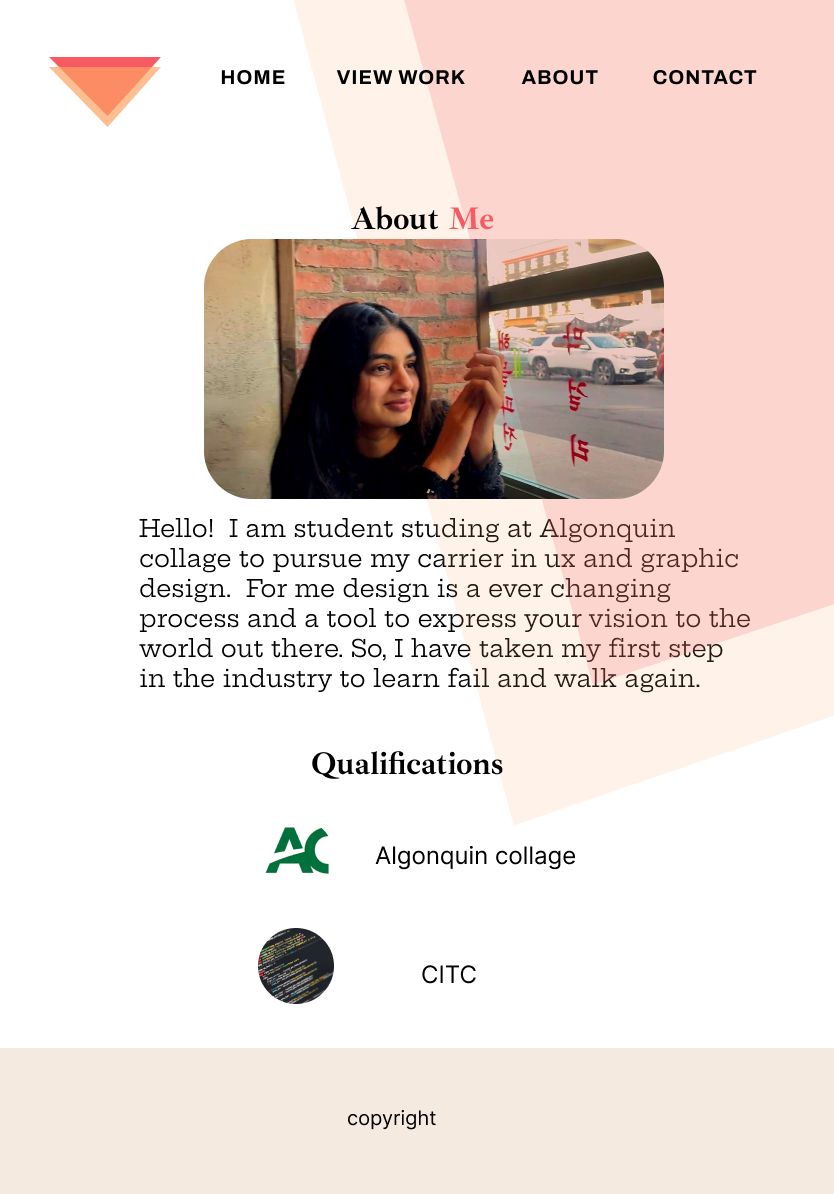 HOME VIEW WORK ABOUT CONTACT
About Me
Hello! I am student studing at Algonquin
collage to pursue my carrier in ux and graphic
design. For me design is a ever changing
process and a tool to express your vision to the
world out there. So, I have taken my first step
in the industry to learn fail and walk again.
Qualifications
AC
Algonquin collage
CITC
copyright